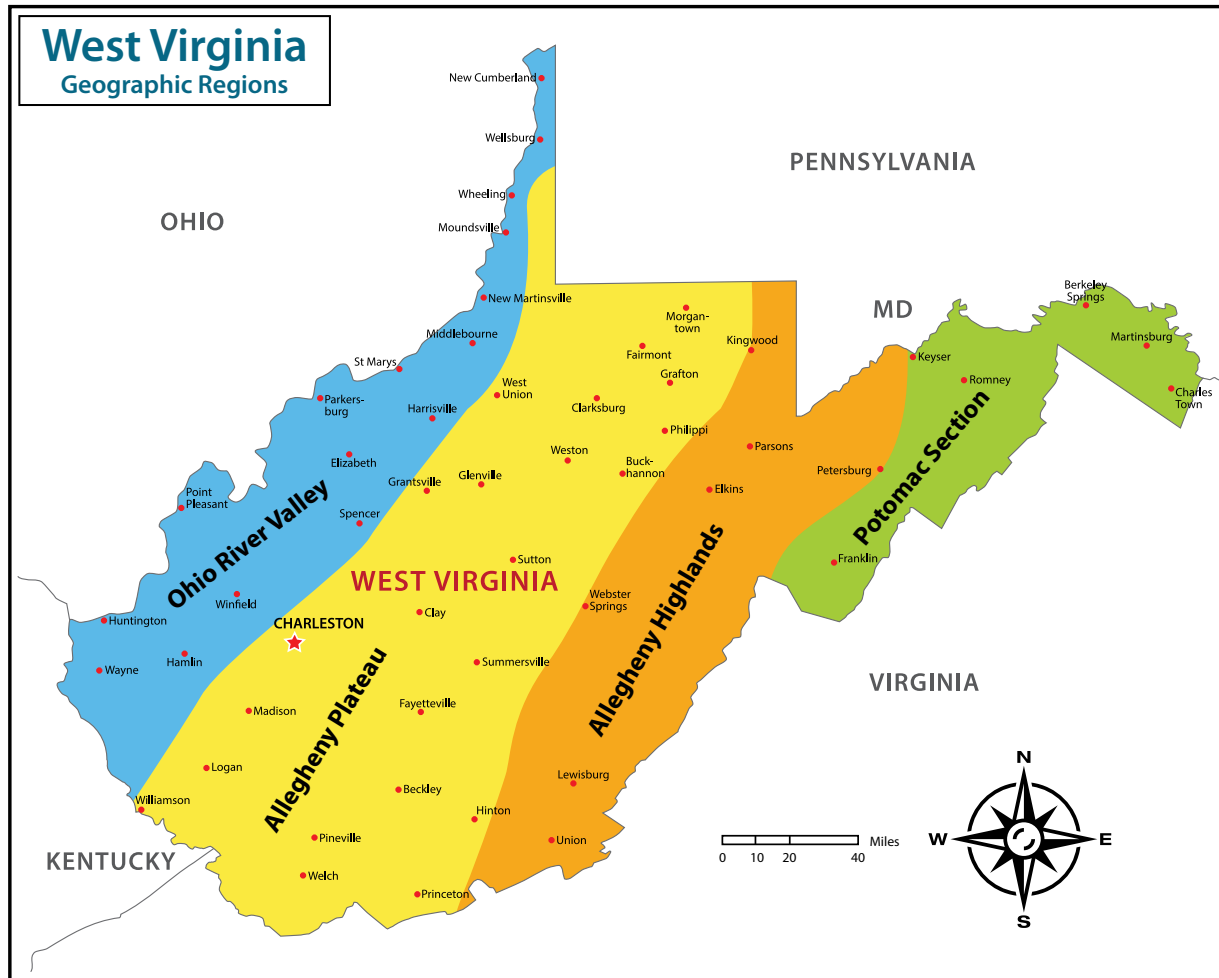 West Virginia
Geographic Regions
New Cumberland
Wellsburg
PENNSYLVANIA
Wheeling
OHIO
Moundsville
Berkeley
Springs
New Martinsville
MD
Morgan-
town
Middlebourne
Kingwood
Martinsburg
Fairmont
Keyser
St Marys
Grafton
Romney
West
Union
Charles
Town
Parkers-
burg
Harrisville
Clarksburg
Philippi
Parsons
Weston
Elizabeth
Buck-
hannon
Petersburg
Potomac Section
Glenville
Grantsville
Elkins
Point
Pleasant
Spencer
Ohio River Valley
Franklin
Sutton
WEST VIRGINIA
Allegheny Highlands
Webster
Springs
Winfield
Clay
Huntington
CHARLESTON
Hamlin
Summersville
Wayne
VIRGINIA
Allegheny Plateau
Fayetteville
Madison
N
Logan
Lewisburg
Beckley
Williamson
Hinton
Pineville
Union
Miles
W
E
0
10
20
40
KENTUCKY
Welch
Princeton
S